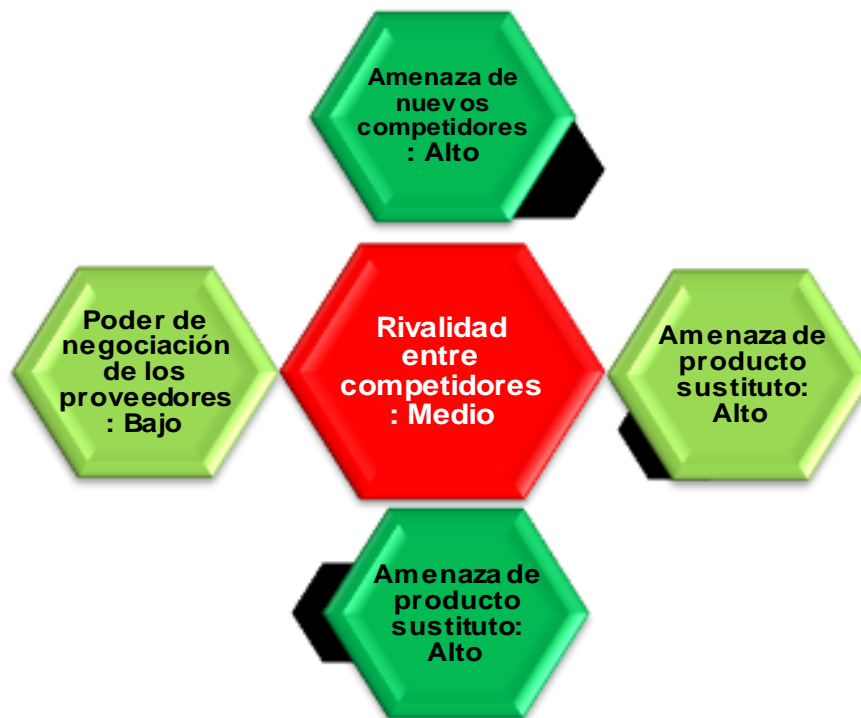 Amenaza de
nuevos
competidores
: Alto
Poder de
negociación
de los
proveedores
: Bajo
Rivalidad
entre
competidores
: Medio
Amenaza de
producto
sustituto:
Alto
Amenaza de
producto
sustituto:
Alto